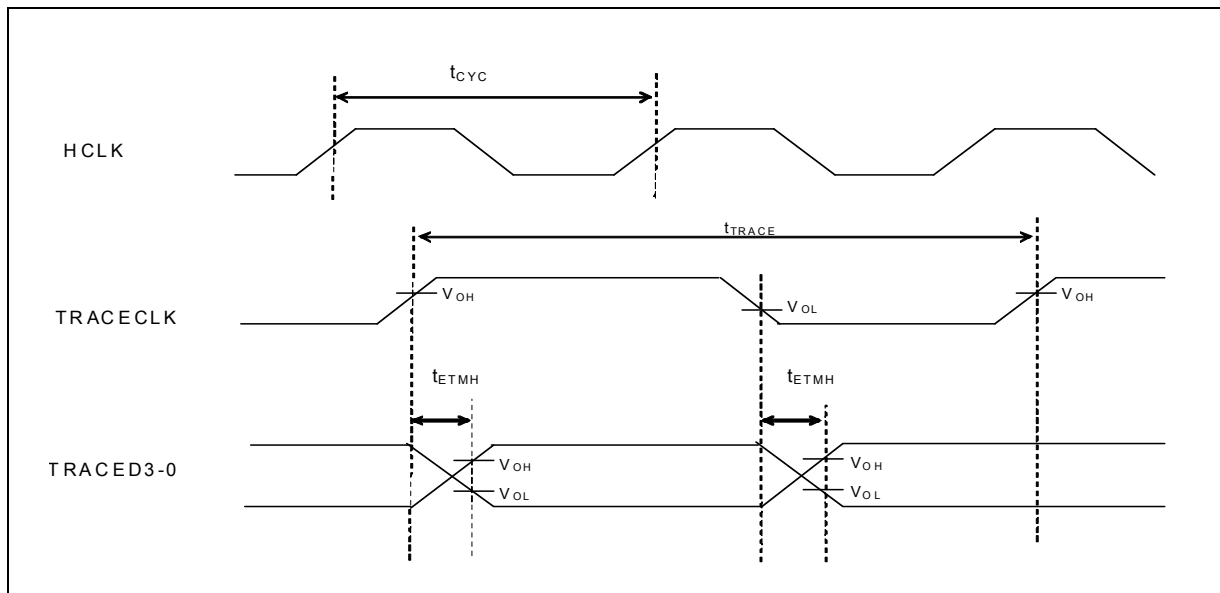 tCYC
HCLK
tTRACE
VOH
VOH
VOL
TRACECLK
tETMH
tETMH
TRACED3-0
VOH
VOH
VOL
VOL